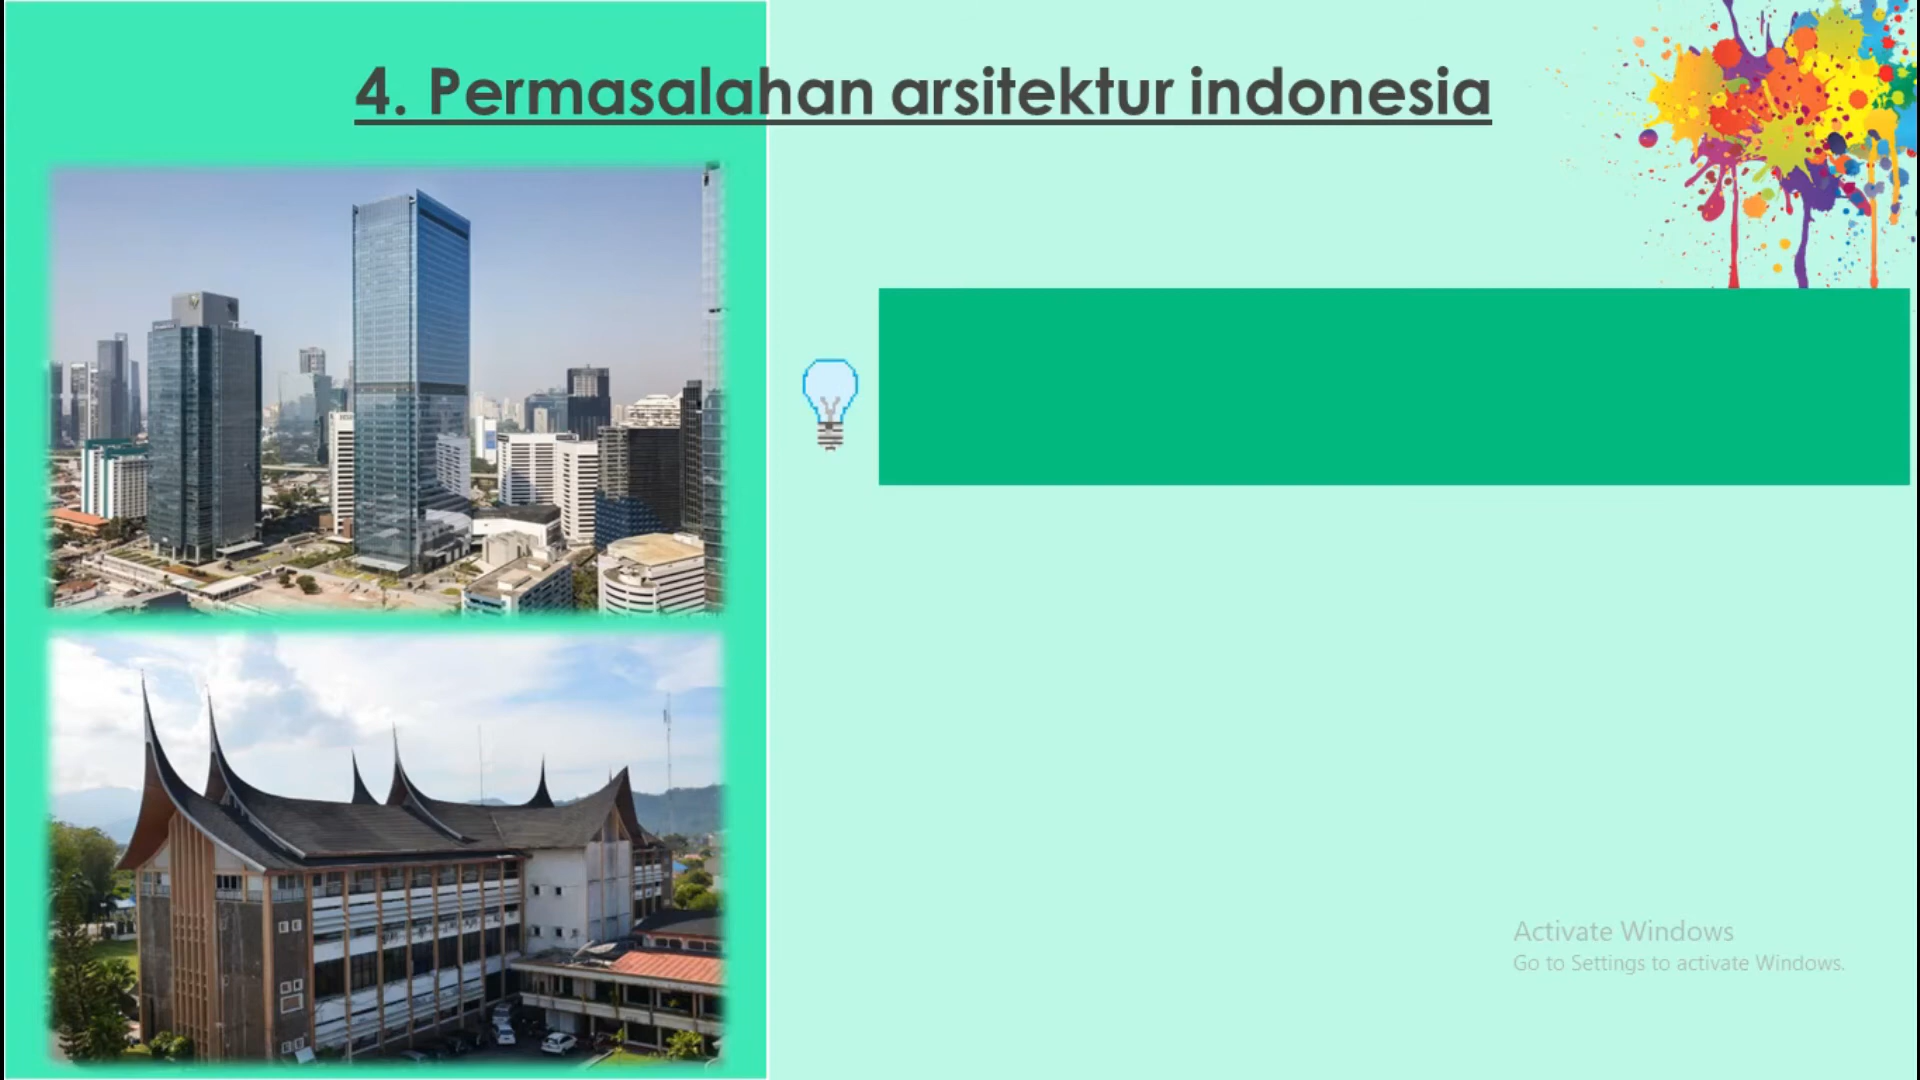 4. Permasalahan arsitektur indonesia
Activate Windows
Go to Settings to activate Windows.